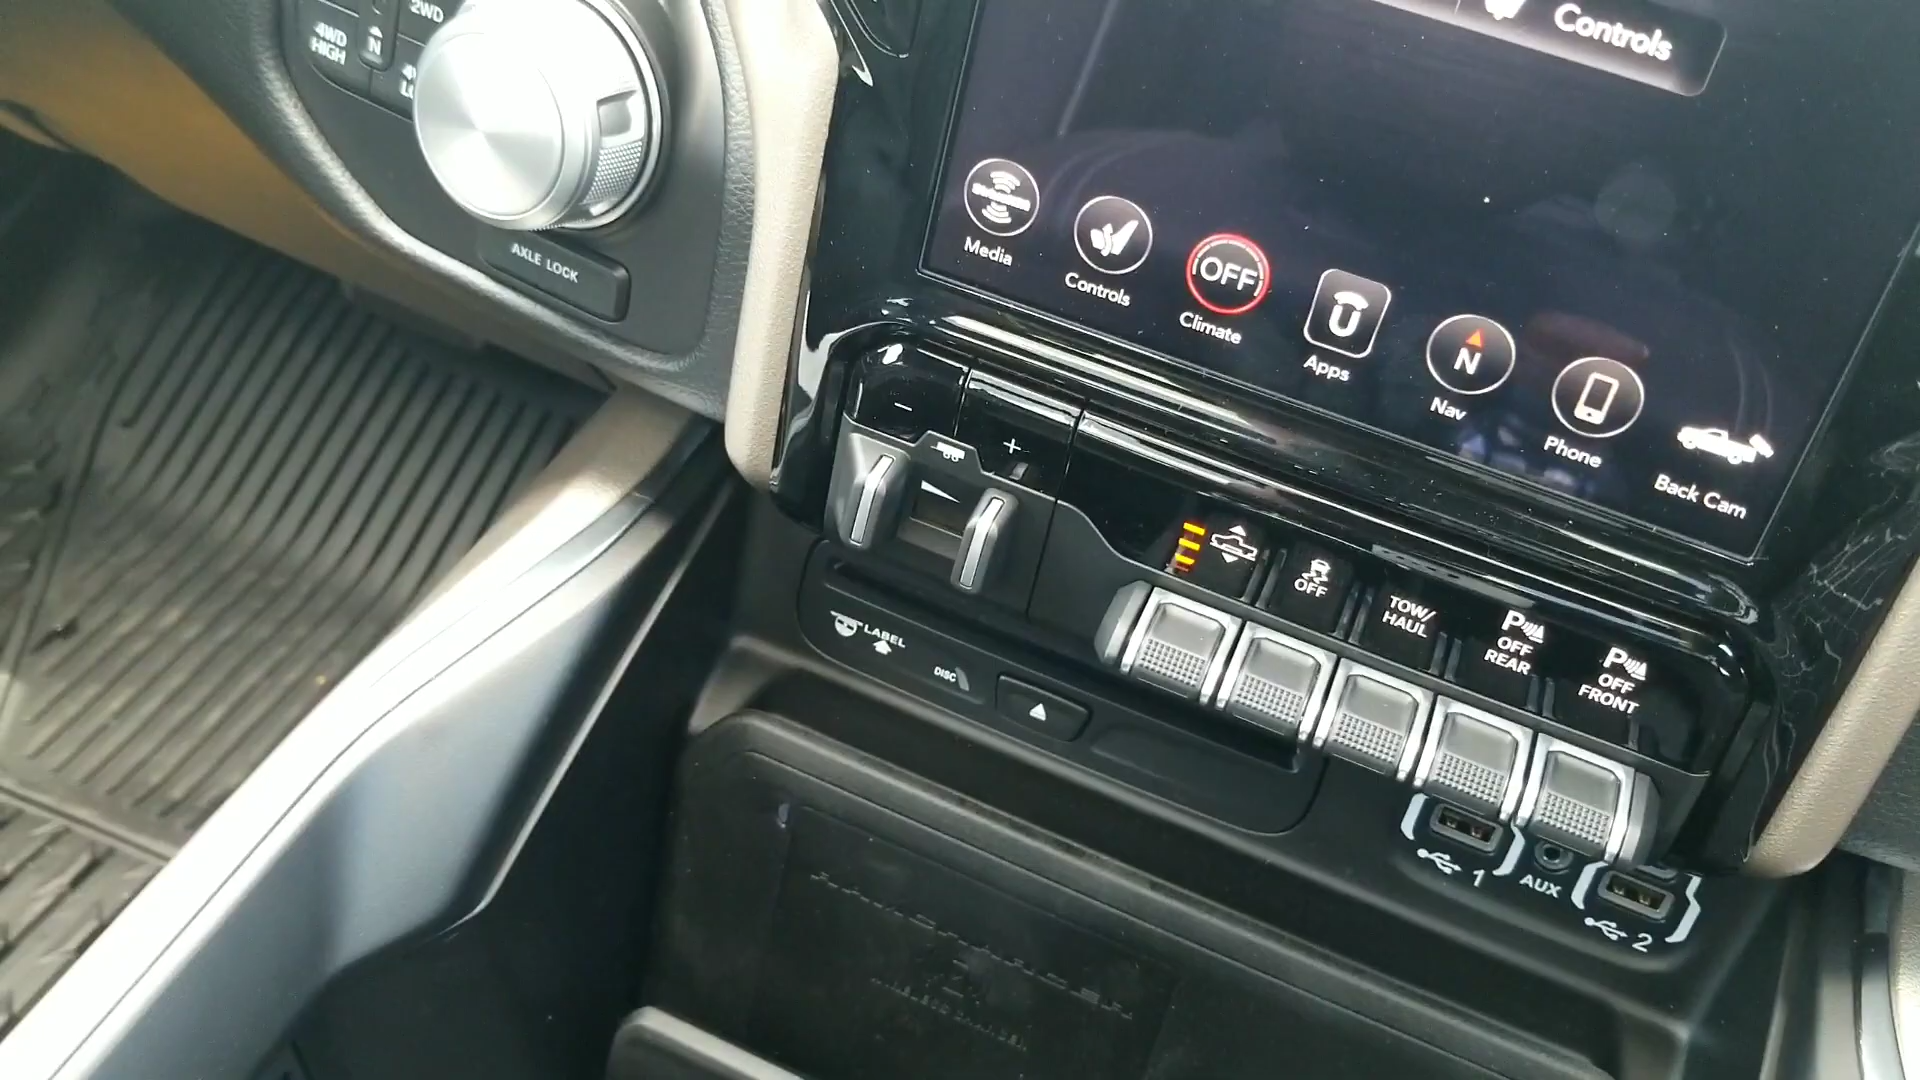 2WD
4WD
HIGH
N
AXLE LOCK
Controls
Media
Controls
OFF
Climate
Apps
N
Nav
Phone
Back Cam
−
+
OFF
TOW/
HAUL
P
OFF
REAR
P
OFF
FRONT
LABEL
DISC
1
AUX
2